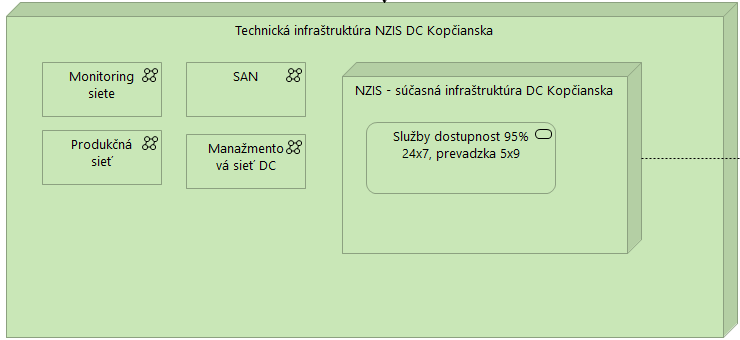 Technická infraštruktúra NZIS DC Kopčianska
Monitoring
siete
SAN
Produkčná
sieť
Manažmento
vá sieť DC
NZIS - súčasná infraštruktúra DC Kopčianska
Služby dostupnost 95%
24x7, prevadzka 5x9